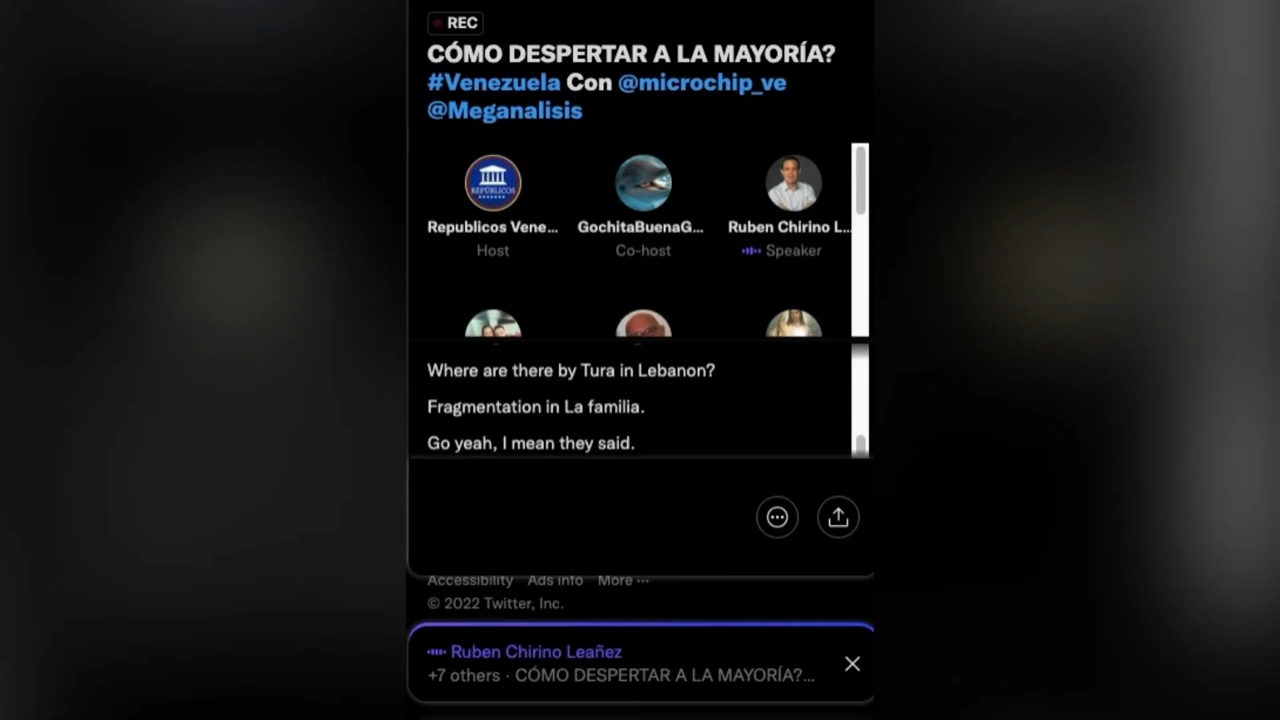 REC
CÓMO DESPERTAR A LA MAYORÍA?
#Venezuela Con @microchip_ve
@Meganalisis
REPÚBLICOS
Republicos Vene... GochitaBuenaG... Ruben Chirino L...
Host Co-host Speaker
Where are there by Tura in Lebanon?
Fragmentation in La familia.
Go yeah, I mean they said.
Accessibility Ads info More ...
© 2022 Twitter, Inc.
Ruben Chirino Leañez
+7 others · CÓMO DESPERTAR A LA MAYORÍA?...